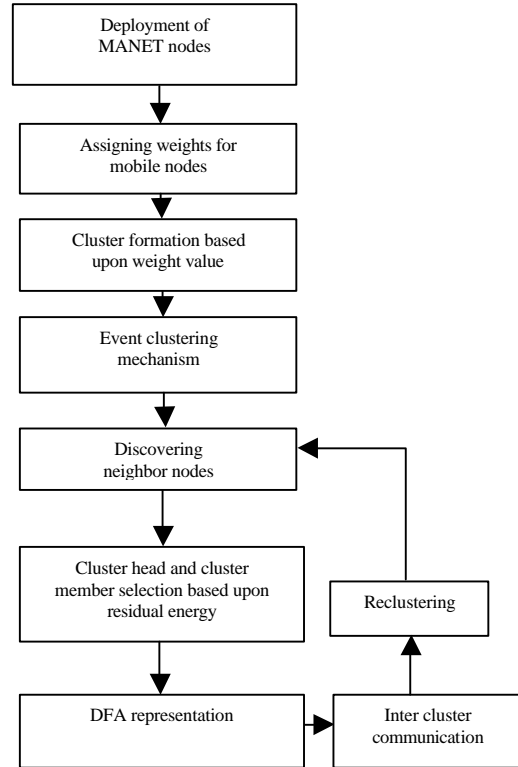 Deployment of
MANET nodes
Assigning weights for
mobile nodes
Cluster formation based
upon weight value
Event clustering
mechanism
Discovering
neighbor nodes
Cluster head and cluster
member selection based upon
residual energy
Reclustering
DFA representation
Inter cluster
communication